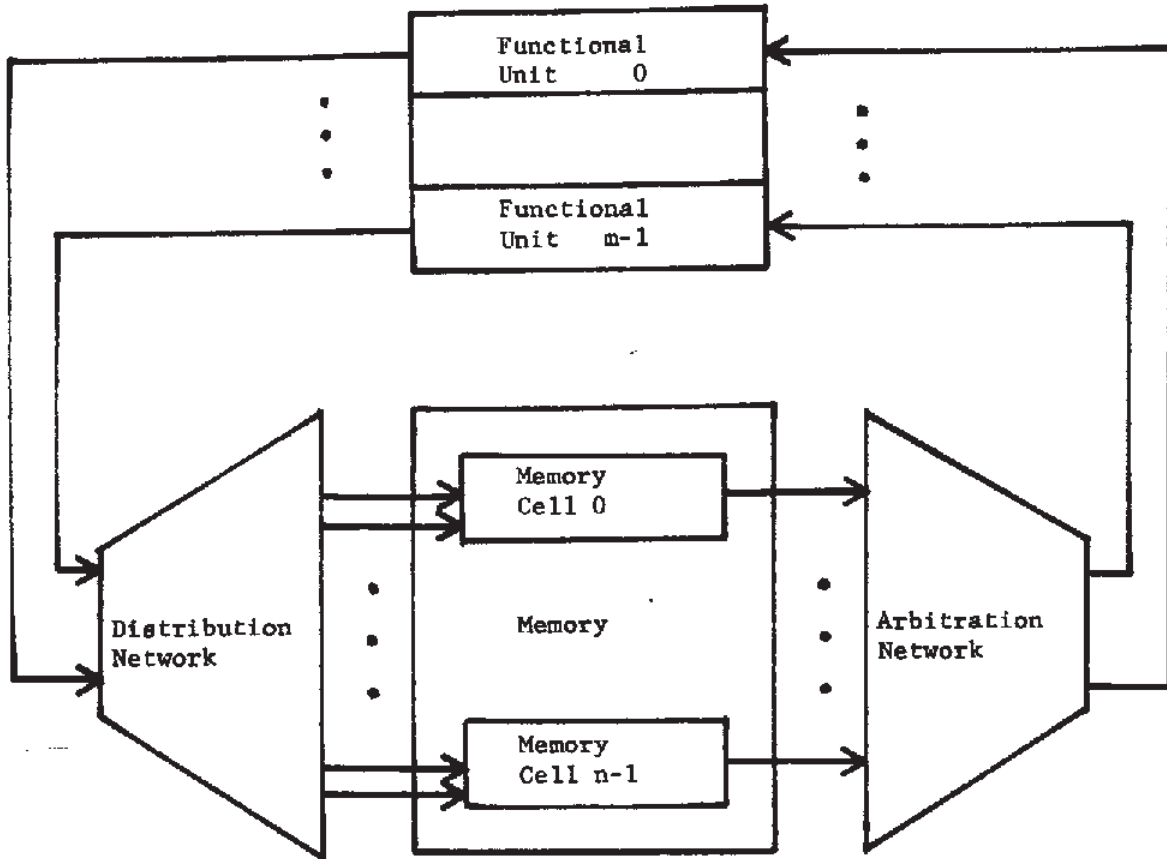 Functional
Unit 0
Functional
Unit m-1
Memory
Cell 0
Distribution
Network
Memory
Arbitration
Network
Memory
Cell n-1